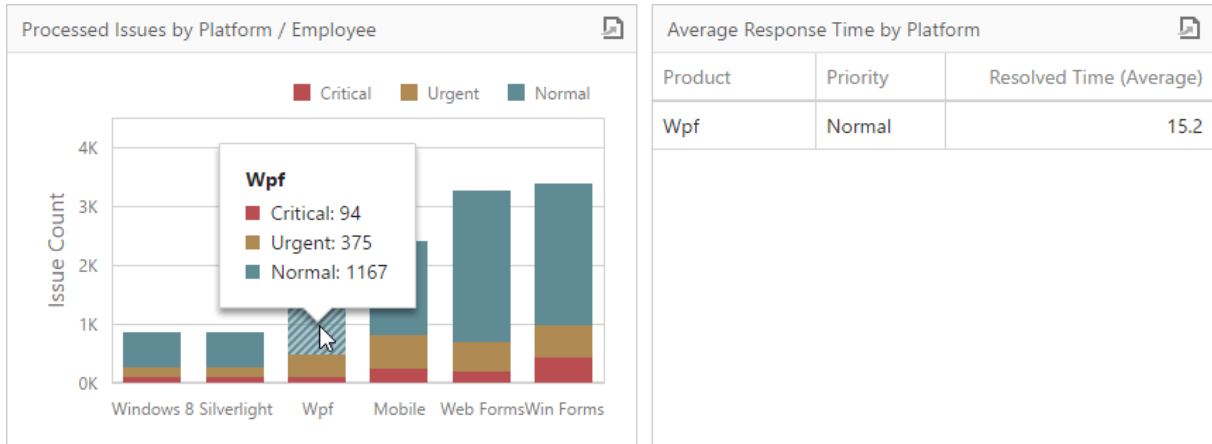 Processed Issues by Platform / Employee
Critical Urgent Normal
4K
3K
2K
1K
0K
Issue Count
Wpf
Critical: 94
Urgent: 375
Normal: 1167
Windows 8 Silverlight Wpf Mobile Web Forms Win Forms
Average Response Time by Platform
Product Priority Resolved Time (Average)
Wpf Normal 15.2